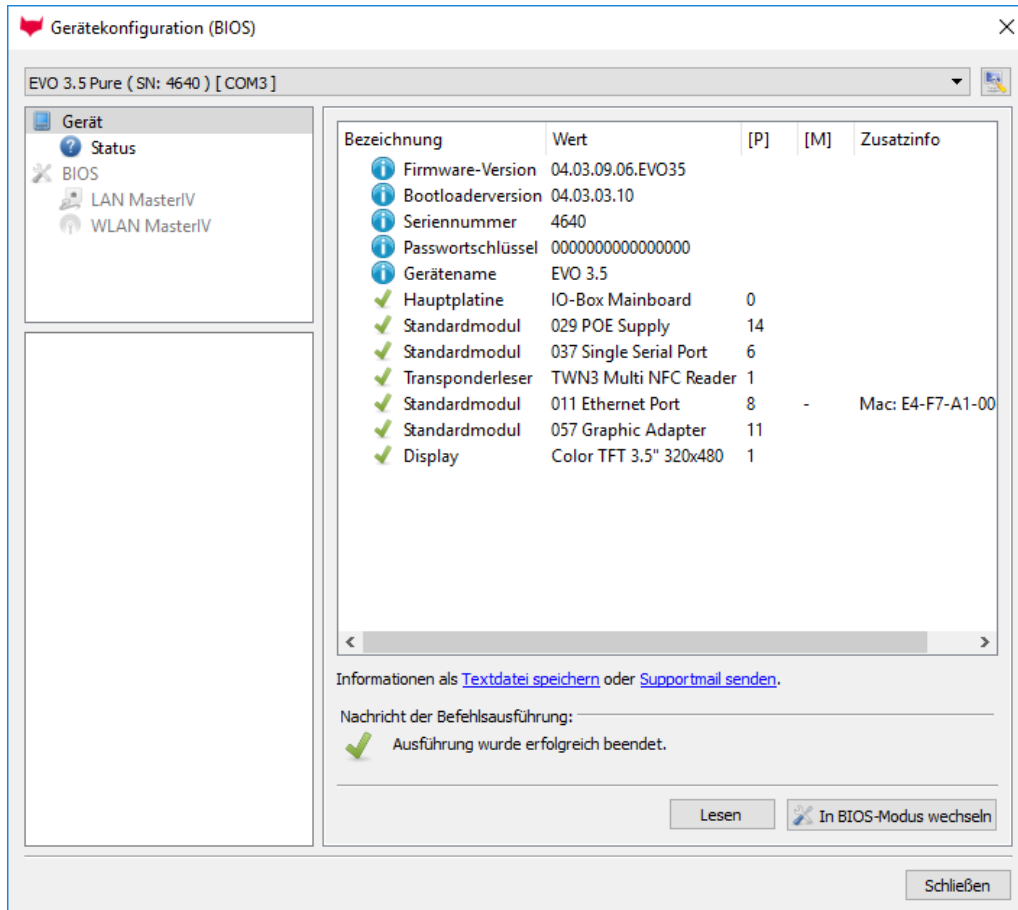 Gerätekonfiguration (BIOS)
EVO 3.5 Pure ( SN: 4640 ) [ COM3 ]
Gerät
Status
BIOS
LAN MasterIV
WLAN MasterIV
Bezeichnung Wert [P] [M] Zusatzinfo
Firmware-Version 04.03.09.06.EVO35
Bootloaderversion 04.03.03.10
Seriennummer 4640
Passwortschlüssel 0000000000000000
Gerätename EVO 3.5
Hauptplatine IO-Box Mainboard 0
Standardmodul 029 POE Supply 14
Standardmodul 037 Single Serial Port 6
Transponderleser TWN3 Multi NFC Reader 1
Standardmodul 011 Ethernet Port 8 - Mac: E4-F7-A1-00
Standardmodul 057 Graphic Adapter 11
Display Color TFT 3.5" 320x480 1
Informationen als Textdatei speichern oder Supportmail senden.
Nachricht der Befehlsausführung:
Ausführung wurde erfolgreich beendet.
Lesen
In BIOS-Modus wechseln
Schließen